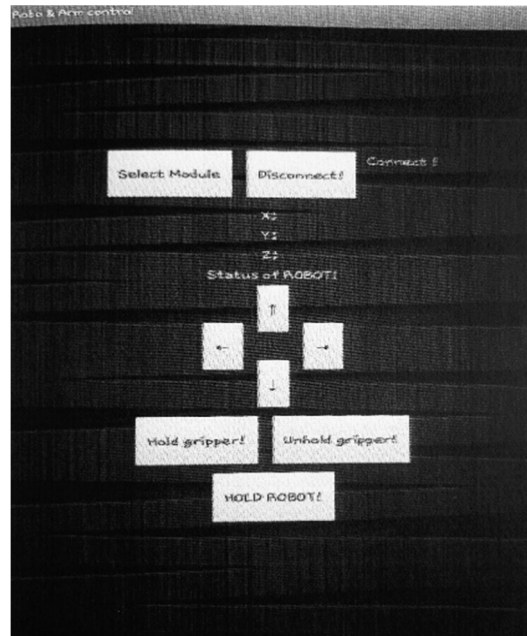 Robo & Arm control
Select Module Disconnect! Connect !
X:
Y:
Z:
Status of ROBOT!
↑
← →
↓
Hold gripper! Unhold gripper!
HOLD ROBOT!